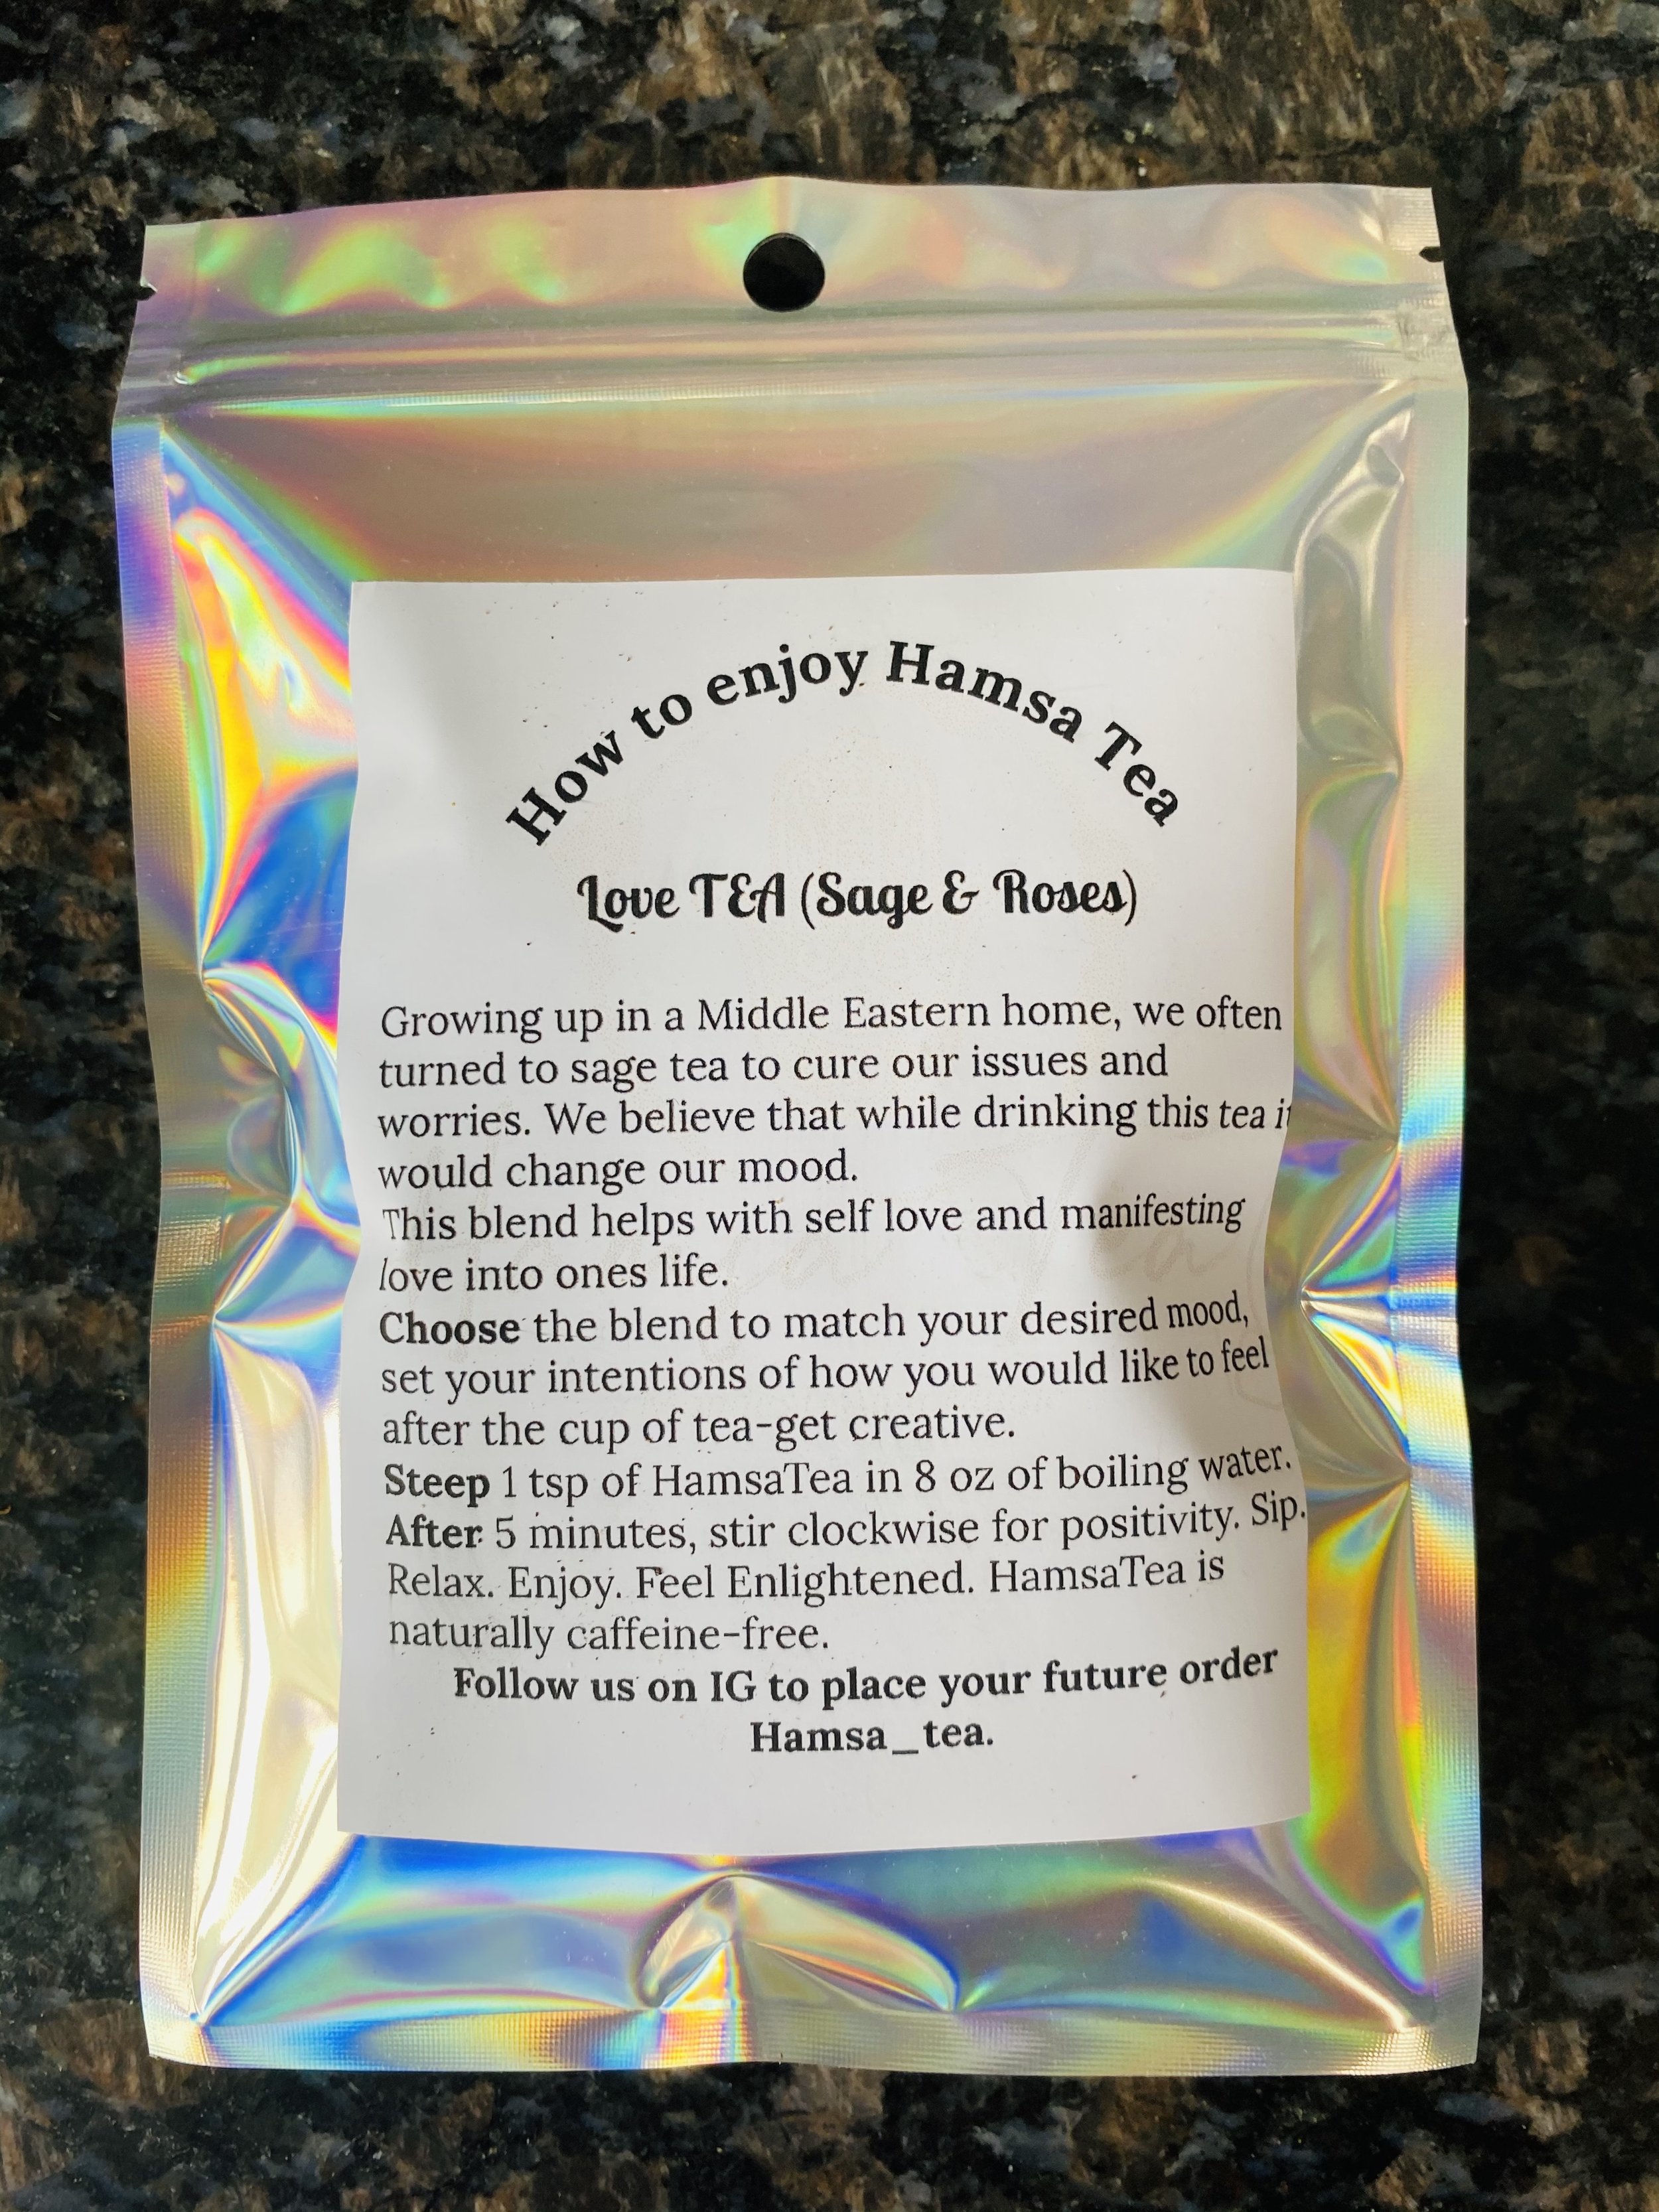 How to enjoy Hamsa Tea
Love TEA (Sage & Roses)
Growing up in a Middle Eastern home, we often
turned to sage tea to cure our issues and
worries. We believe that while drinking this tea it
would change our mood.
This blend helps with self love and manifesting
love into ones life.
Choose the blend to match your desired mood,
set your intentions of how you would like to feel
after the cup of tea-get creative.
Steep 1 tsp of HamsaTea in 8 oz of boiling water.
After 5 minutes, stir clockwise for positivity. Sip.
Relax. Enjoy. Feel Enlightened. HamsaTea is
naturally caffeine-free.
Follow us on IG to place your future order
Hamsa_tea.